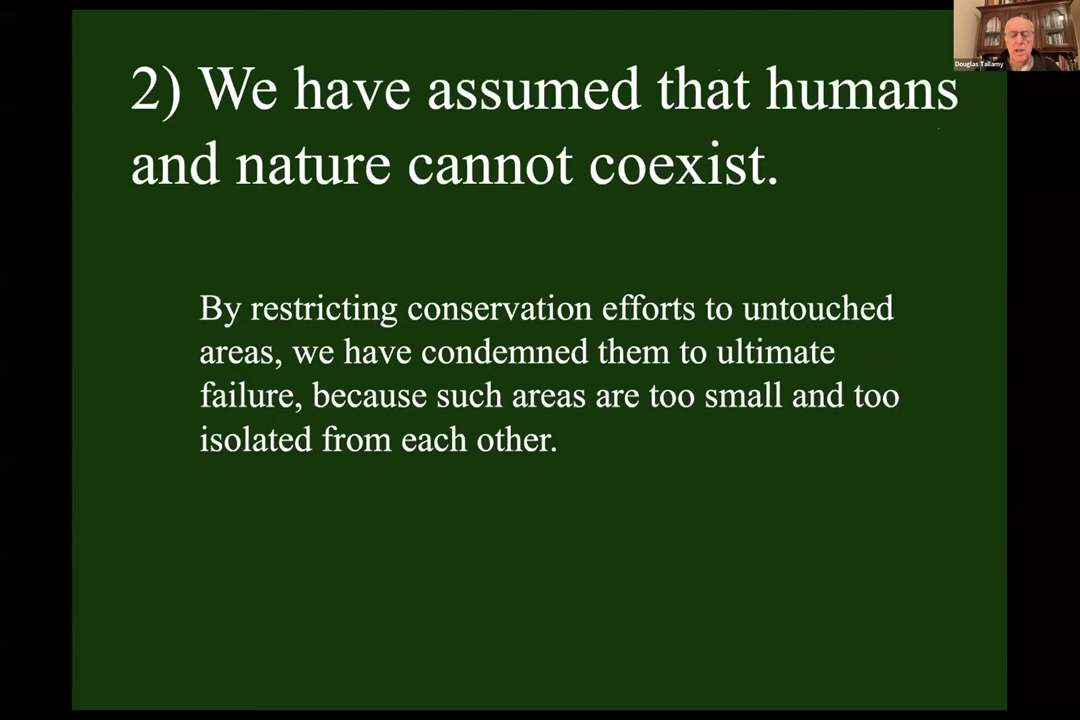 Douglas Tallamy
2) We have assumed that humans
and nature cannot coexist.
By restricting conservation efforts to untouched
areas, we have condemned them to ultimate
failure, because such areas are too small and too
isolated from each other.